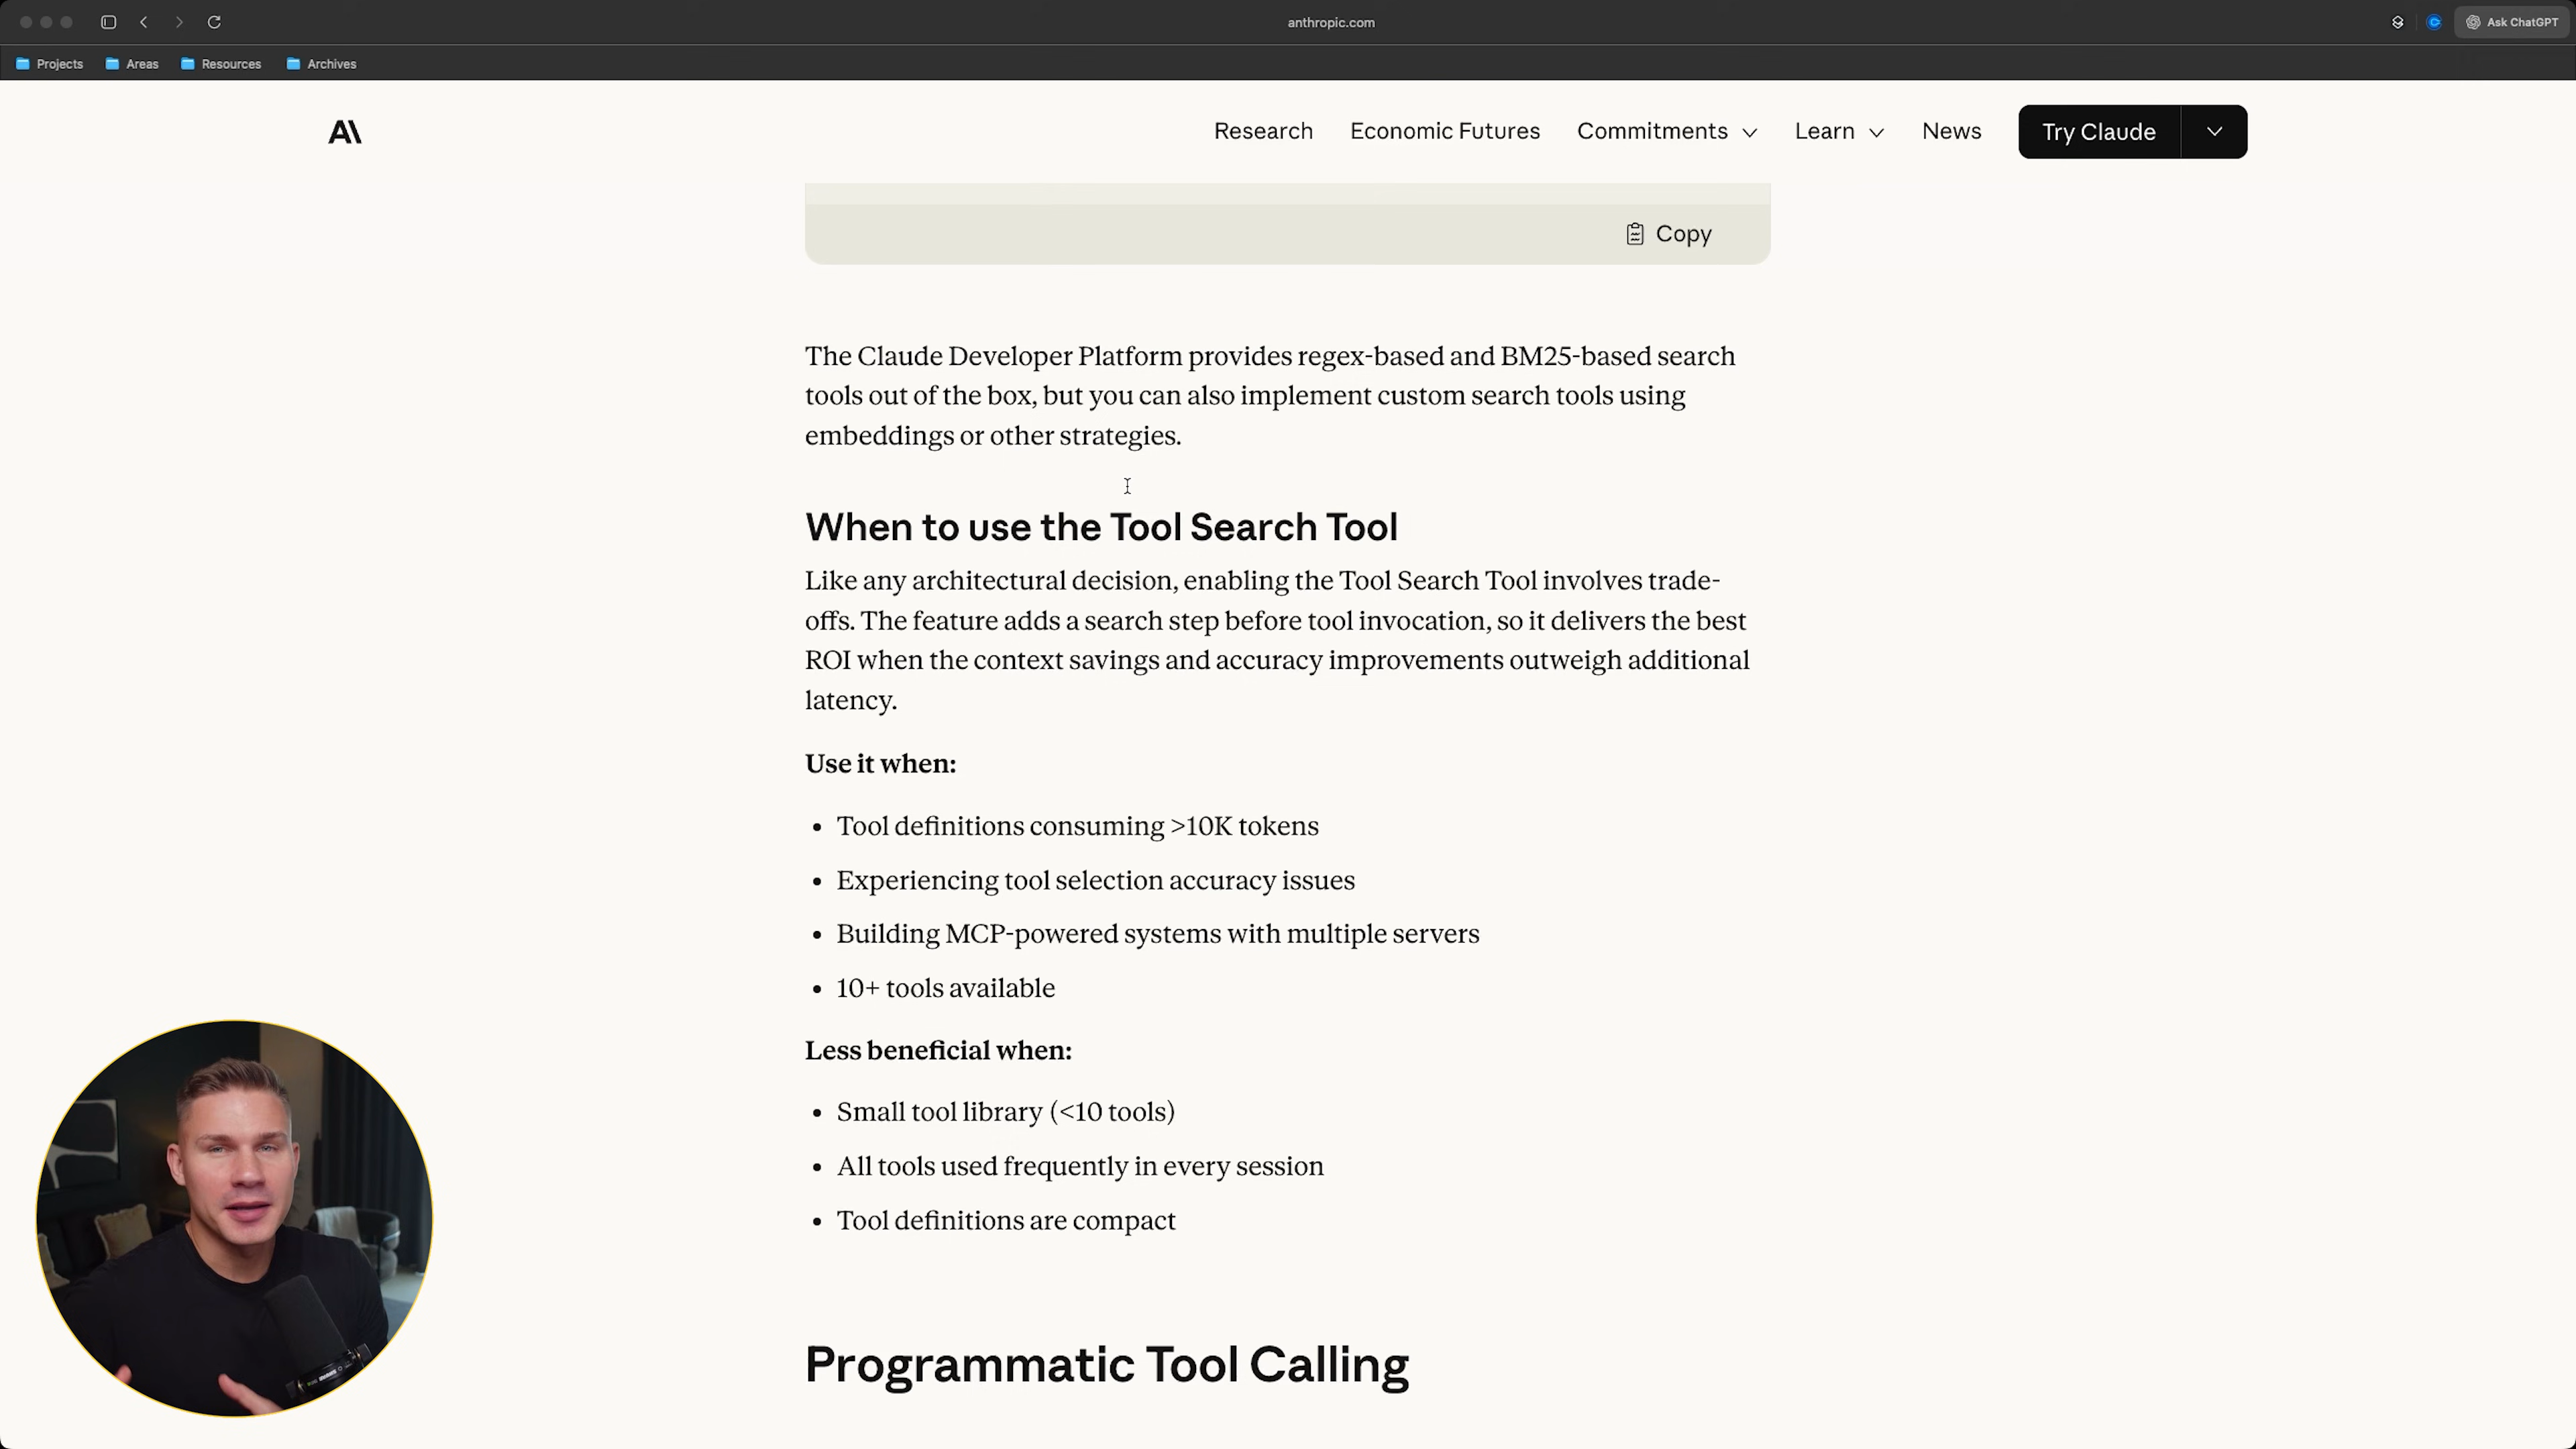 anthropic.com
Ask ChatGPT
Projects
Areas
Resources
Archives
Research
Economic Futures
Commitments
Learn
News
Try Claude
Copy
The Claude Developer Platform provides regex-based and BM25-based search
tools out of the box, but you can also implement custom search tools using
embeddings or other strategies.
When to use the Tool Search Tool
Like any architectural decision, enabling the Tool Search Tool involves trade-
offs. The feature adds a search step before tool invocation, so it delivers the best
ROI when the context savings and accuracy improvements outweigh additional
latency.
Use it when:
• Tool definitions consuming >10K tokens
• Experiencing tool selection accuracy issues
• Building MCP-powered systems with multiple servers
• 10+ tools available
Less beneficial when:
• Small tool library (<10 tools)
• All tools used frequently in every session
• Tool definitions are compact
Programmatic Tool Calling